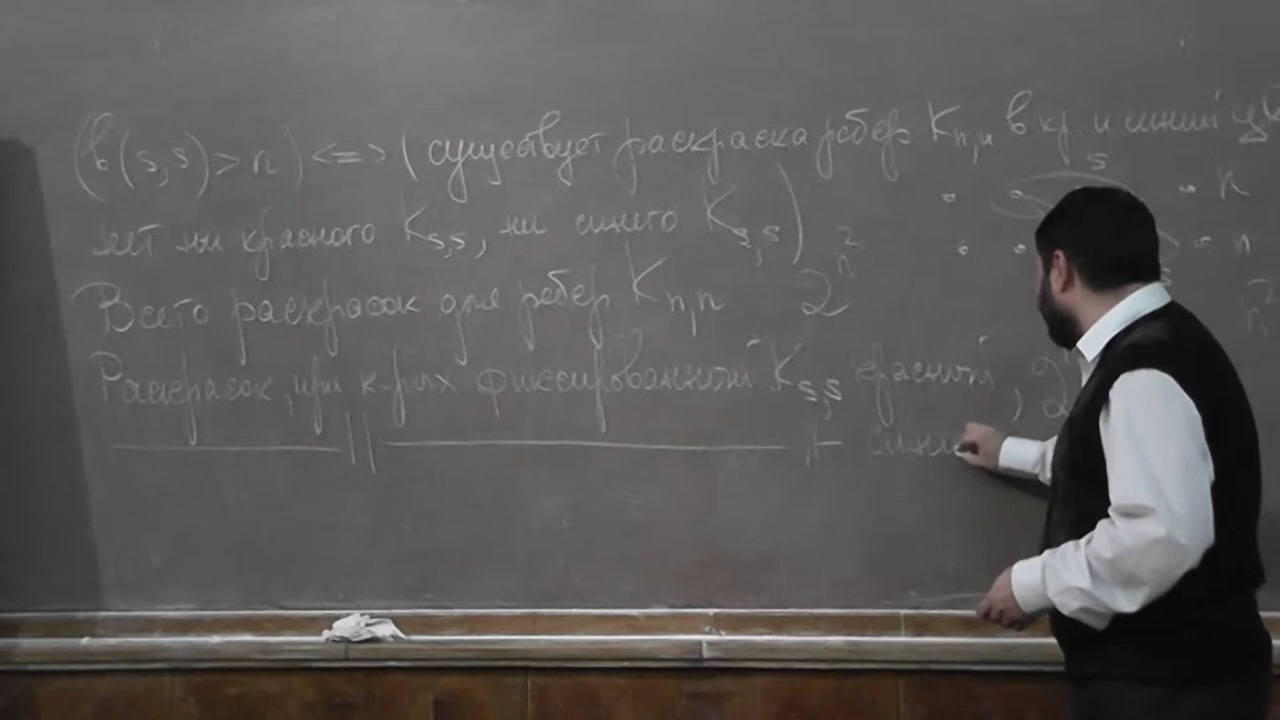 (b(s,s)>n) <=> ( существует раскраска ребер K_{n,n} в кр. и синий цв
нет ни красного K_{s,s}, ни синего K_{s,s} )
s
n
n
Всего раскрасок для ребер K_{n,n} 2^{n^2}
Раскрасок, при к-рых фиксированный K_{s,s} "красный", 2
—||— синий